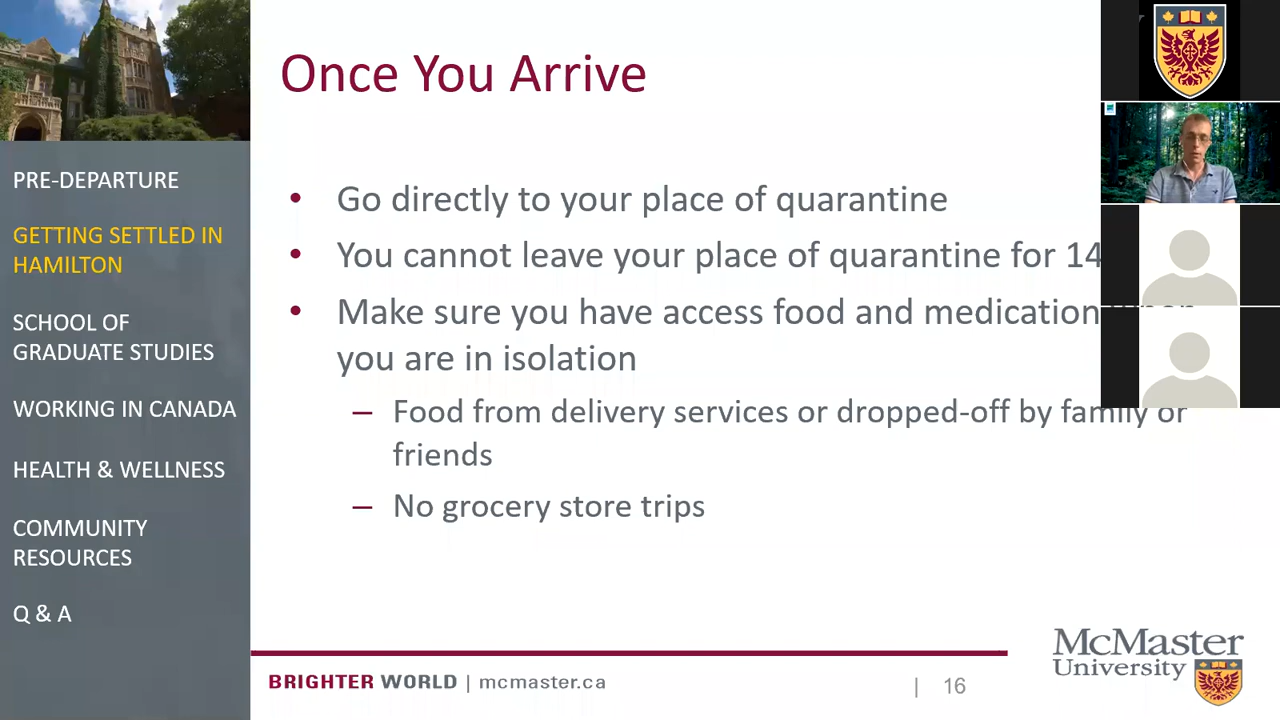 Once You Arrive
PRE-DEPARTURE
GETTING SETTLED IN
HAMILTON
SCHOOL OF
GRADUATE STUDIES
WORKING IN CANADA
HEALTH & WELLNESS
COMMUNITY
RESOURCES
Q & A
• Go directly to your place of quarantine
• You cannot leave your place of quarantine for 14
• Make sure you have access food and medication
you are in isolation
– Food from delivery services or dropped-off by family or
friends
– No grocery store trips
BRIGHTER WORLD | mcmaster.ca
| 16
McMaster
University